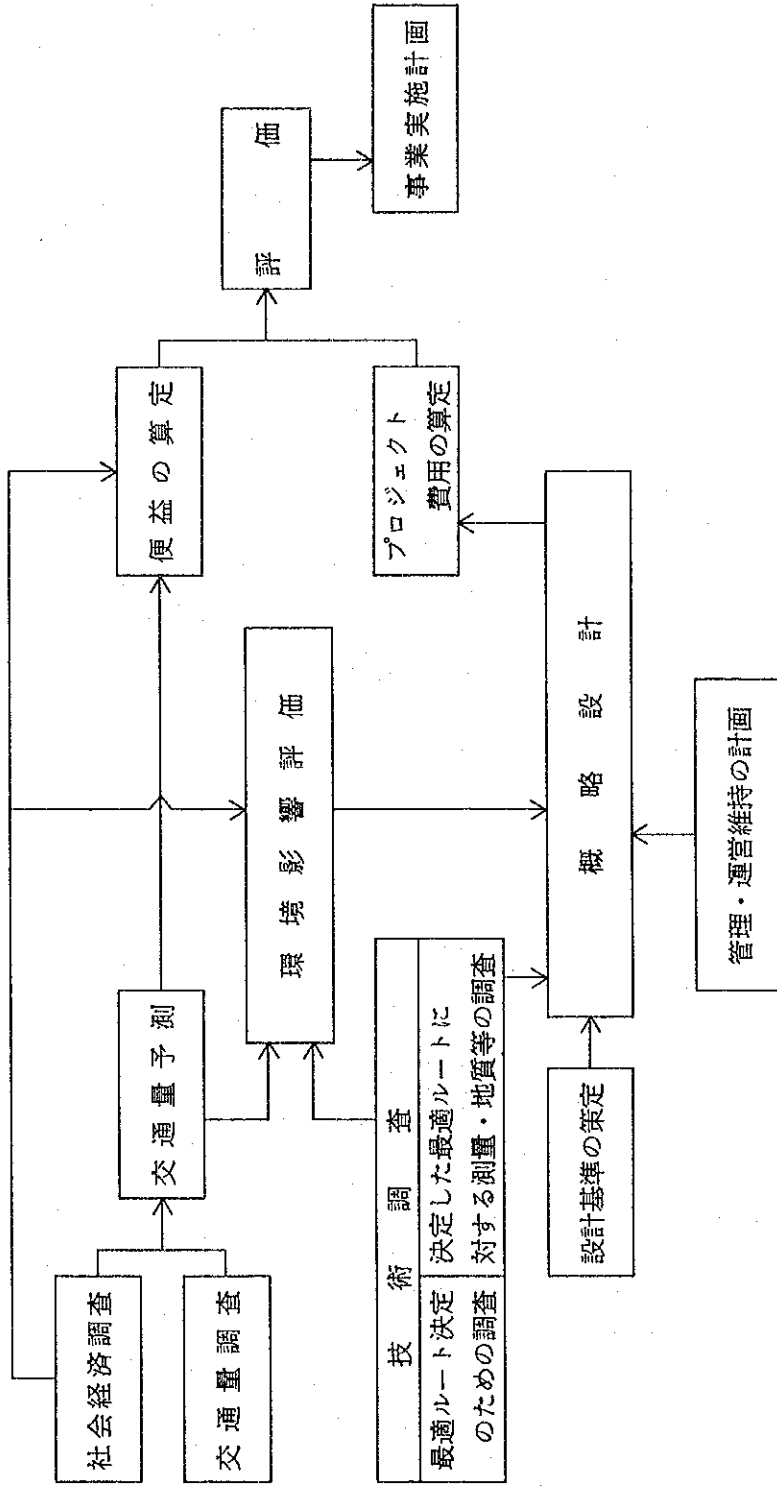 社会経済調査
交通量調査
交通量予測
便益の算定
評価
事業実施計画
環境影響評価
プロジェクト
費用の算定
技術調査
最適ルート決定
のための調査
決定した最適ルートに
対する測量・地質等の調査
概略設計
設計基準の策定
管理・運営維持の計画